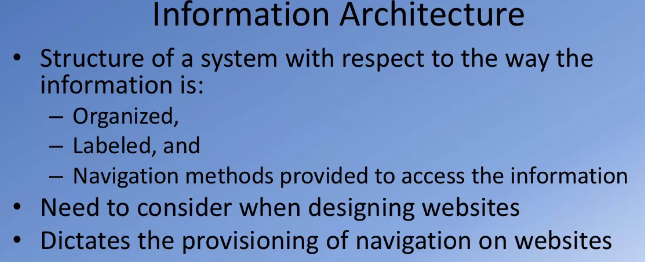 Information Architecture
• Structure of a system with respect to the way the
information is:
– Organized,
– Labeled, and
– Navigation methods provided to access the information
• Need to consider when designing websites
• Dictates the provisioning of navigation on websites